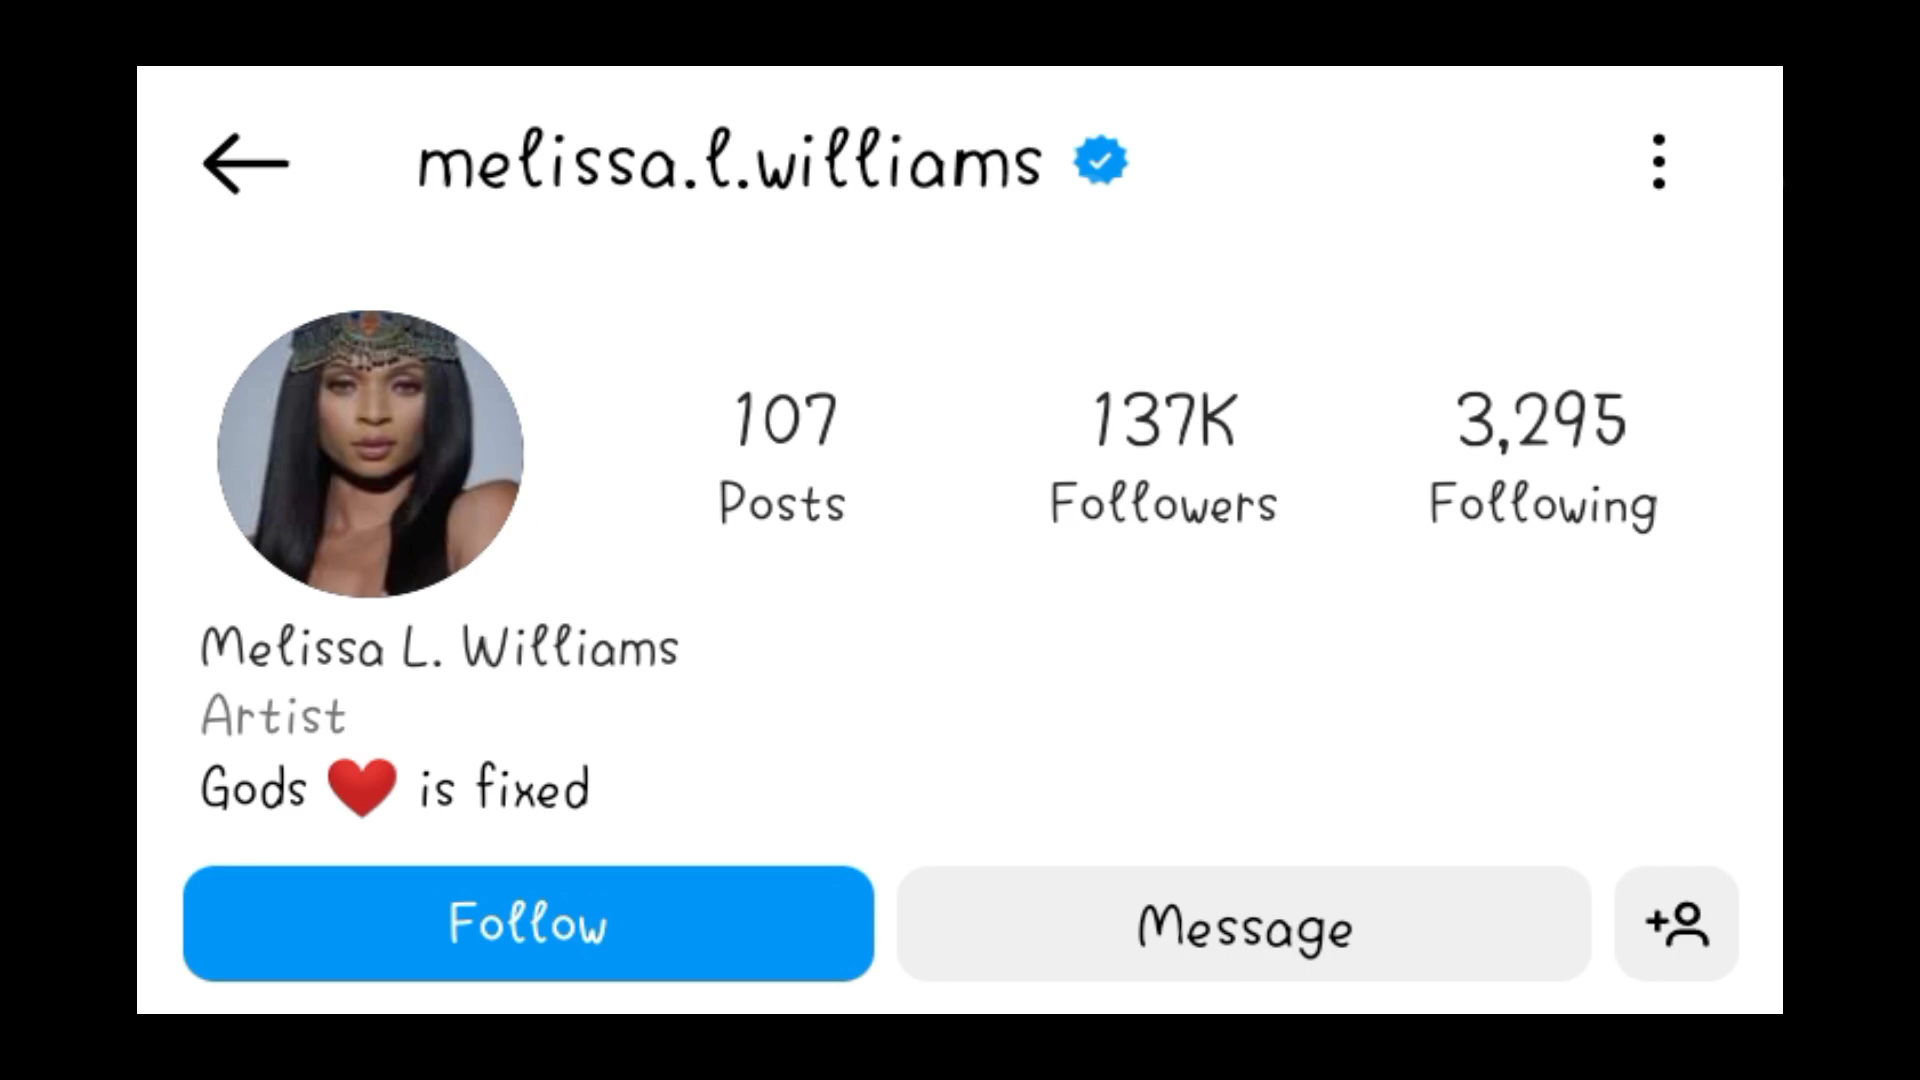 melissa.l.williams
107 137K 3,295
Posts Followers Following
Melissa L. Williams
Artist
Gods ❤️ is fixed
Follow Message